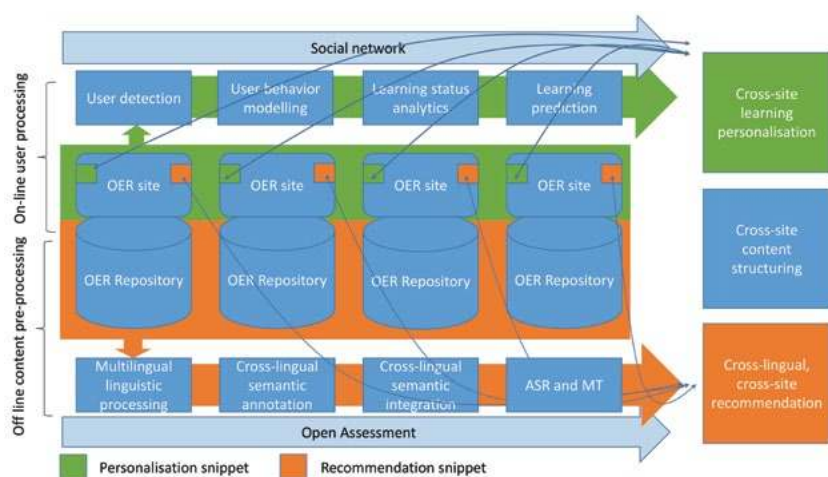 Social network
On-line user processing
User detection
User behavior
modelling
Learning status
analytics
Learning
prediction
Cross-site
learning
personalisation
OER site
OER site
OER site
OER site
Cross-site
content
structuring
Off line content pre-processing
OER Repository
OER Repository
OER Repository
OER Repository
Multilingual
linguistic
processing
Cross-lingual
semantic
annotation
Cross-lingual
semantic
integration
ASR and MT
Cross-lingual,
cross-site
recommendation
Open Assessment
Personalisation snippet
Recommendation snippet